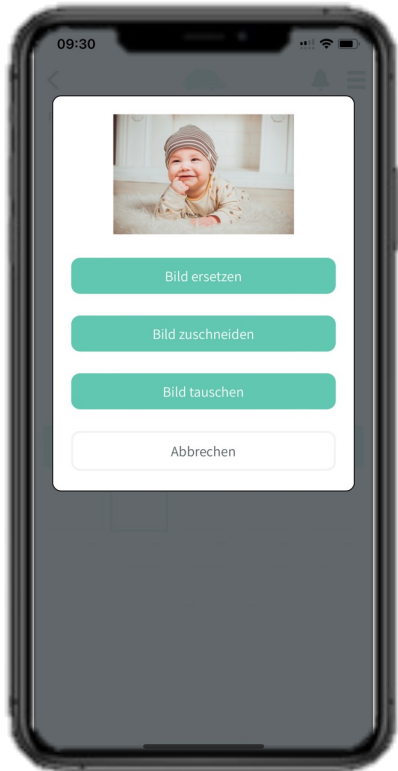 09:30
Bild ersetzen
Bild zuschneiden
Bild tauschen
Abbrechen